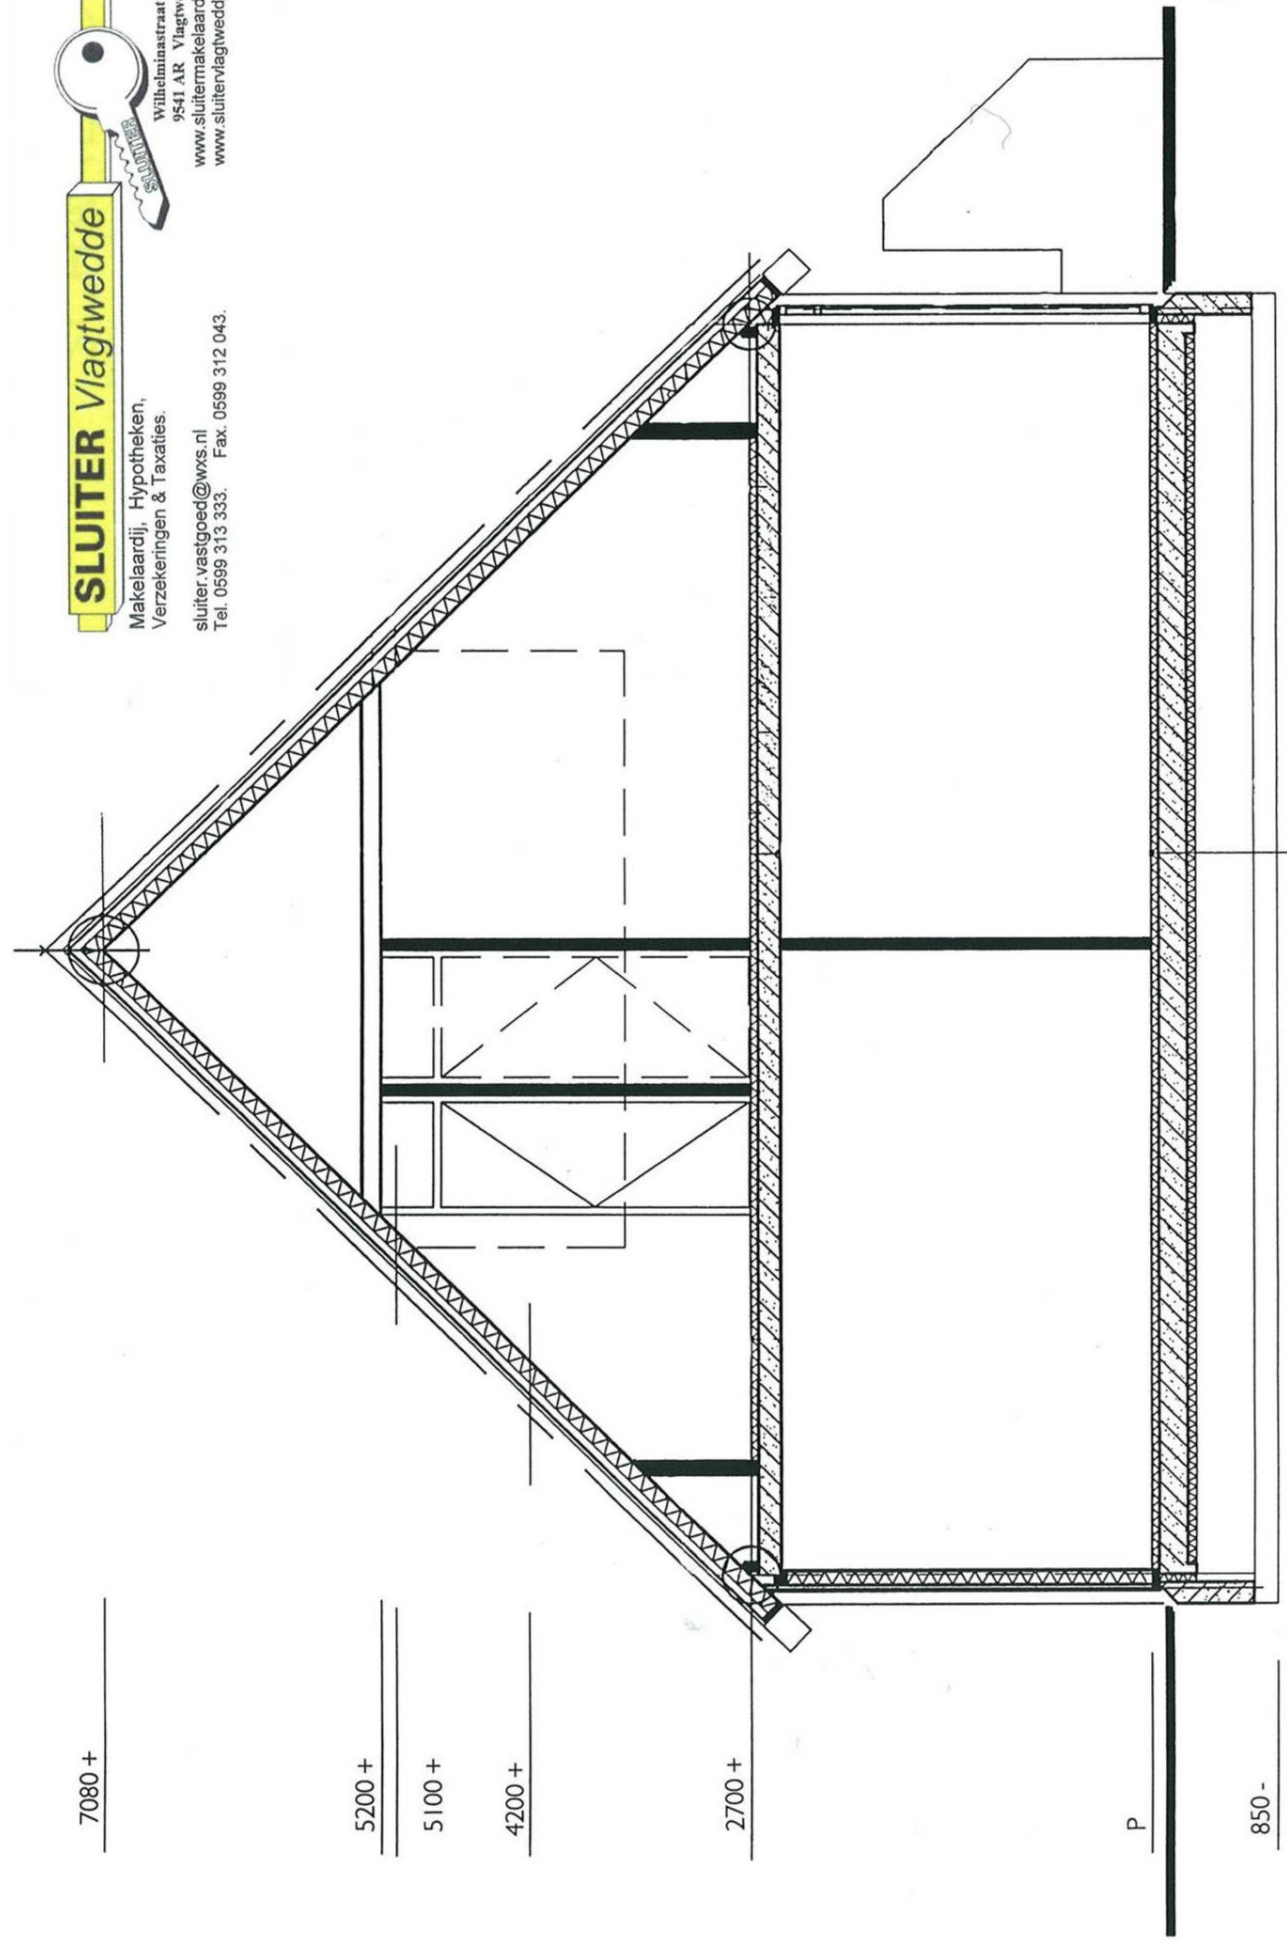 SLUITER Vlagtwedde
Makelaardij, Hypotheken,
Verzekeringen & Taxaties.
sluiter.vastgoed@wxs.nl
Tel. 0599 313 333. Fax. 0599 312 043.
SLUITER
Wilhelminastraat
9541 AR Vlagtw
www.sluitermakelaard
www.sluitervlagtwedd
7080 +
5200 +
5100 +
4200 +
2700 +
P
850 -